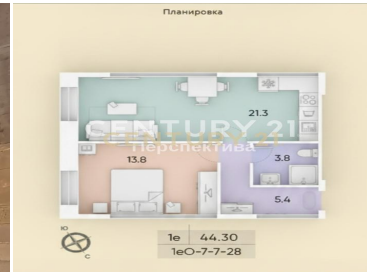 Планировка
21.3
CENTURY 21
Перспектива
13.8
3.8
5.4
Ю
С
1е 44.30
1еО-7-7-28